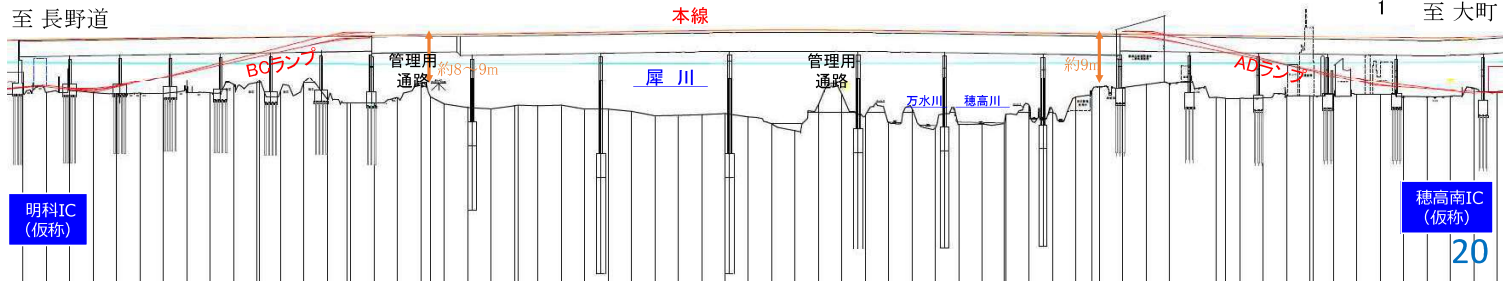 至 長野道
本線
1
至 大町
BCランプ
管理用
通路
約8~9m
犀 川
管理用
通路
万水川
穂高川
約9m
ADランプ
明科IC
(仮称)
穂高南IC
(仮称)
20